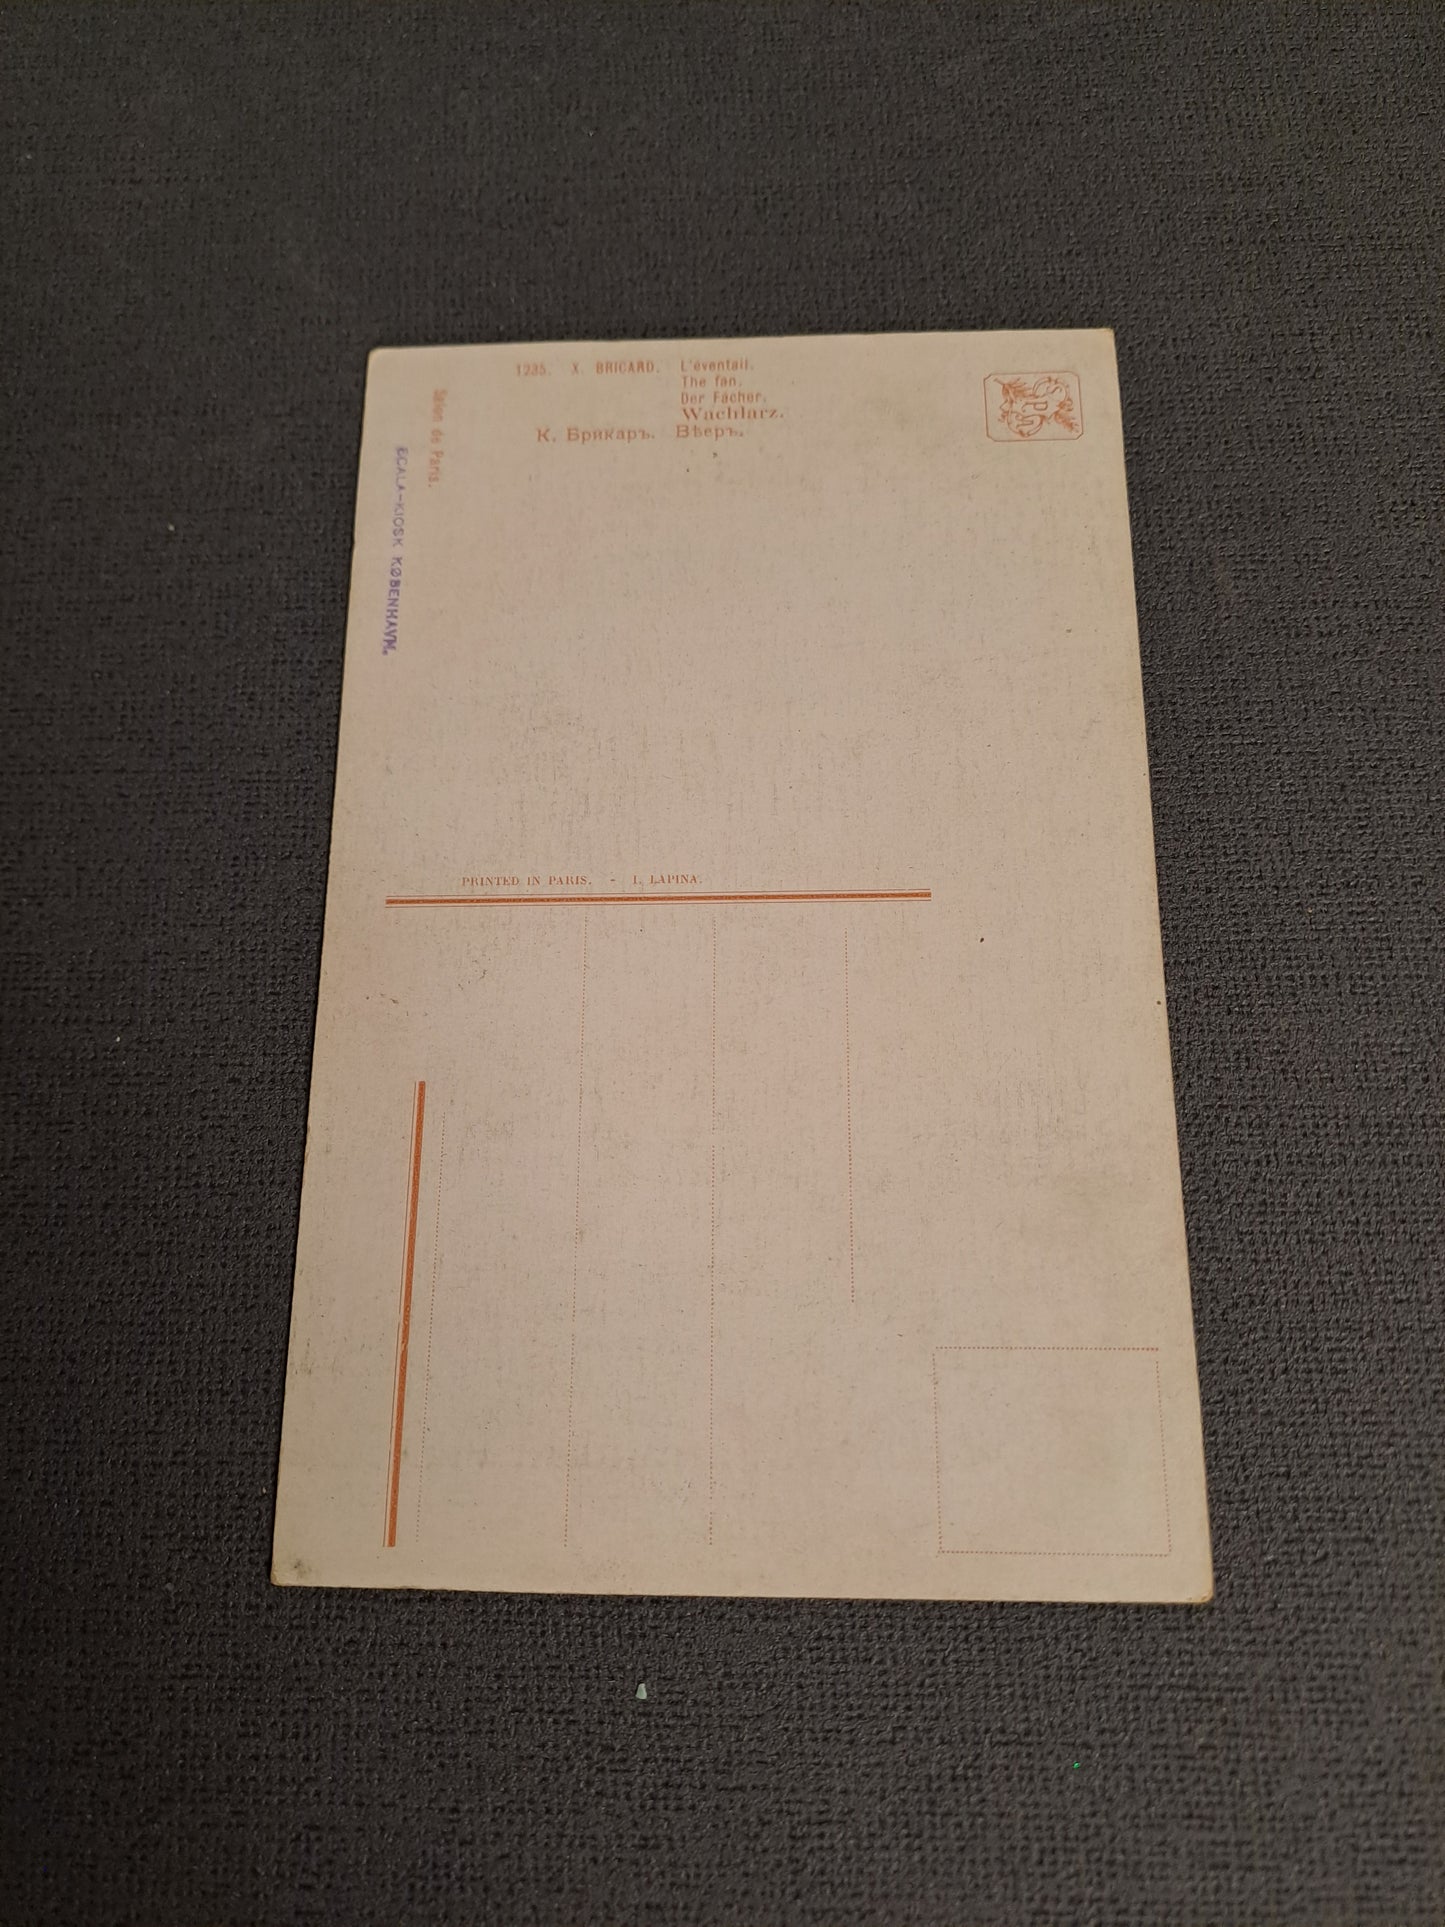 1235. X. BRICARD. L'éventail.
The fan.
Der Fächer.
Wachlarz.
К. Брикаръ. Вѣеръ.
S.P.A
Salon de Paris.
SCALA-KIOSK KØBENHAVN.
PRINTED IN PARIS. - I. LAPINA.